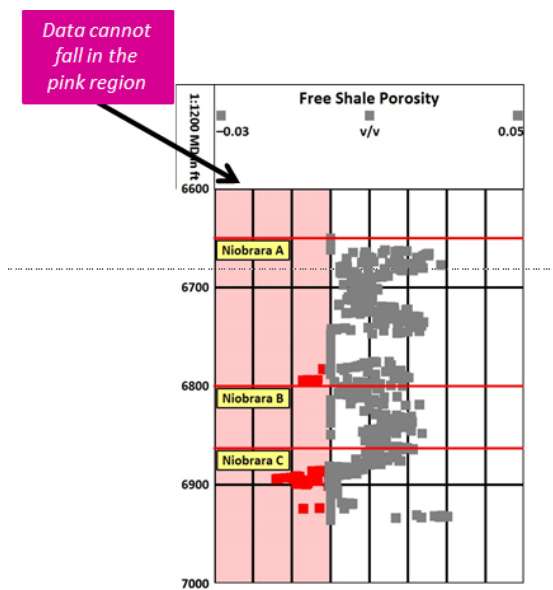 Data cannot
fall in the
pink region
Free Shale Porosity
−0.03 v/v 0.05
1:1200 MD in ft
6600
Niobrara A
6700
6800
Niobrara B
Niobrara C
6900
7000